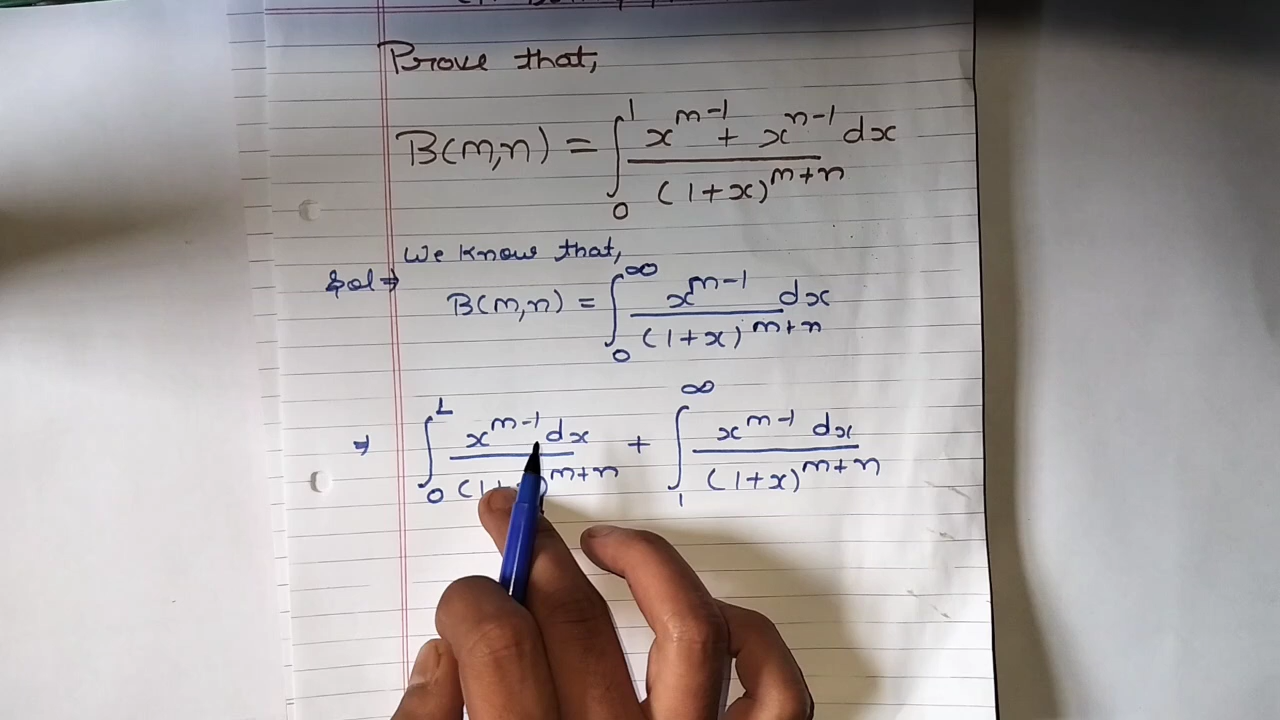 Prove that,
B(m,n) = ∫₀¹ (x^{m-1} + x^{n-1})/(1+x)^{m+n} dx
We know that,
Sol⇒ B(m,n) = ∫₀^∞ x^{m-1}/(1+x)^{m+n} dx
⇒ ∫₀¹ x^{m-1} dx/(1+x)^{m+n} + ∫₁^∞ x^{m-1} dx/(1+x)^{m+n}